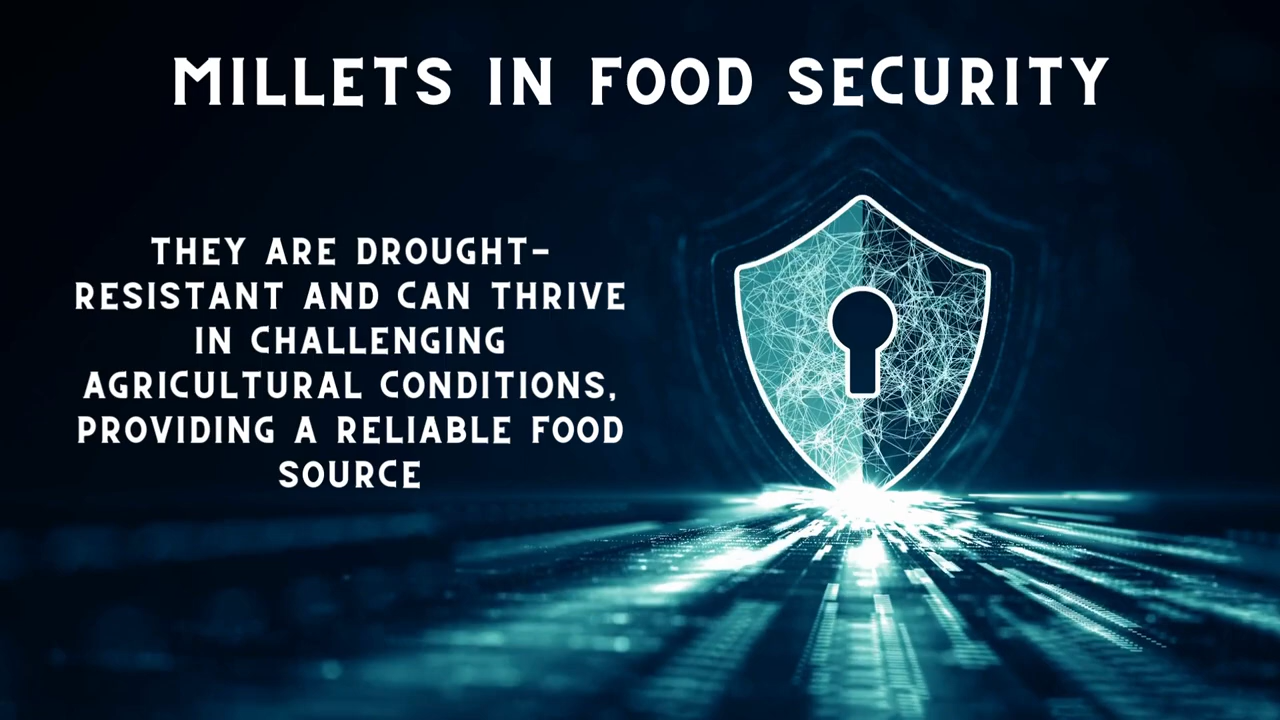 MILLETS IN FOOD SECURITY
THEY ARE DROUGHT-
RESISTANT AND CAN THRIVE
IN CHALLENGING
AGRICULTURAL CONDITIONS,
PROVIDING A RELIABLE FOOD
SOURCE